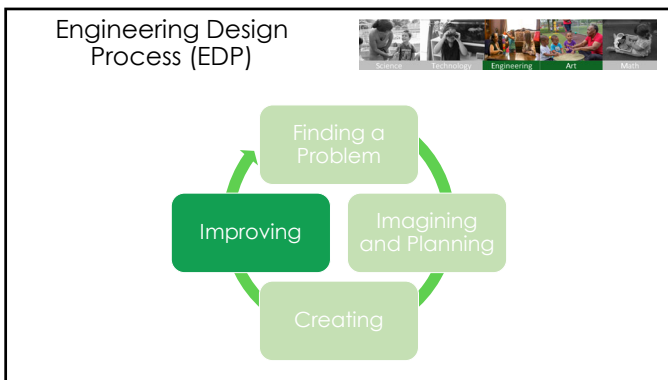 Engineering Design
Process (EDP)
Science Technology Engineering Art Math
Finding a
Problem
Improving
Imagining
and Planning
Creating